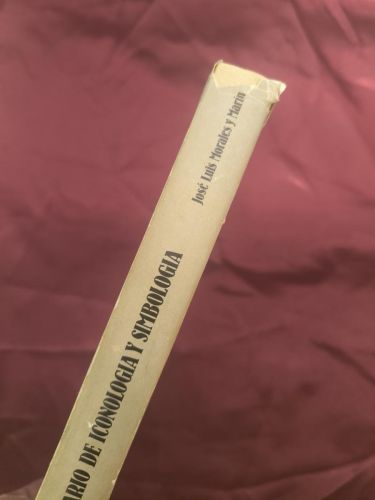 José Luis Morales y Marín
ARIO DE ICONOLOGIA Y SIMBOLOGIA